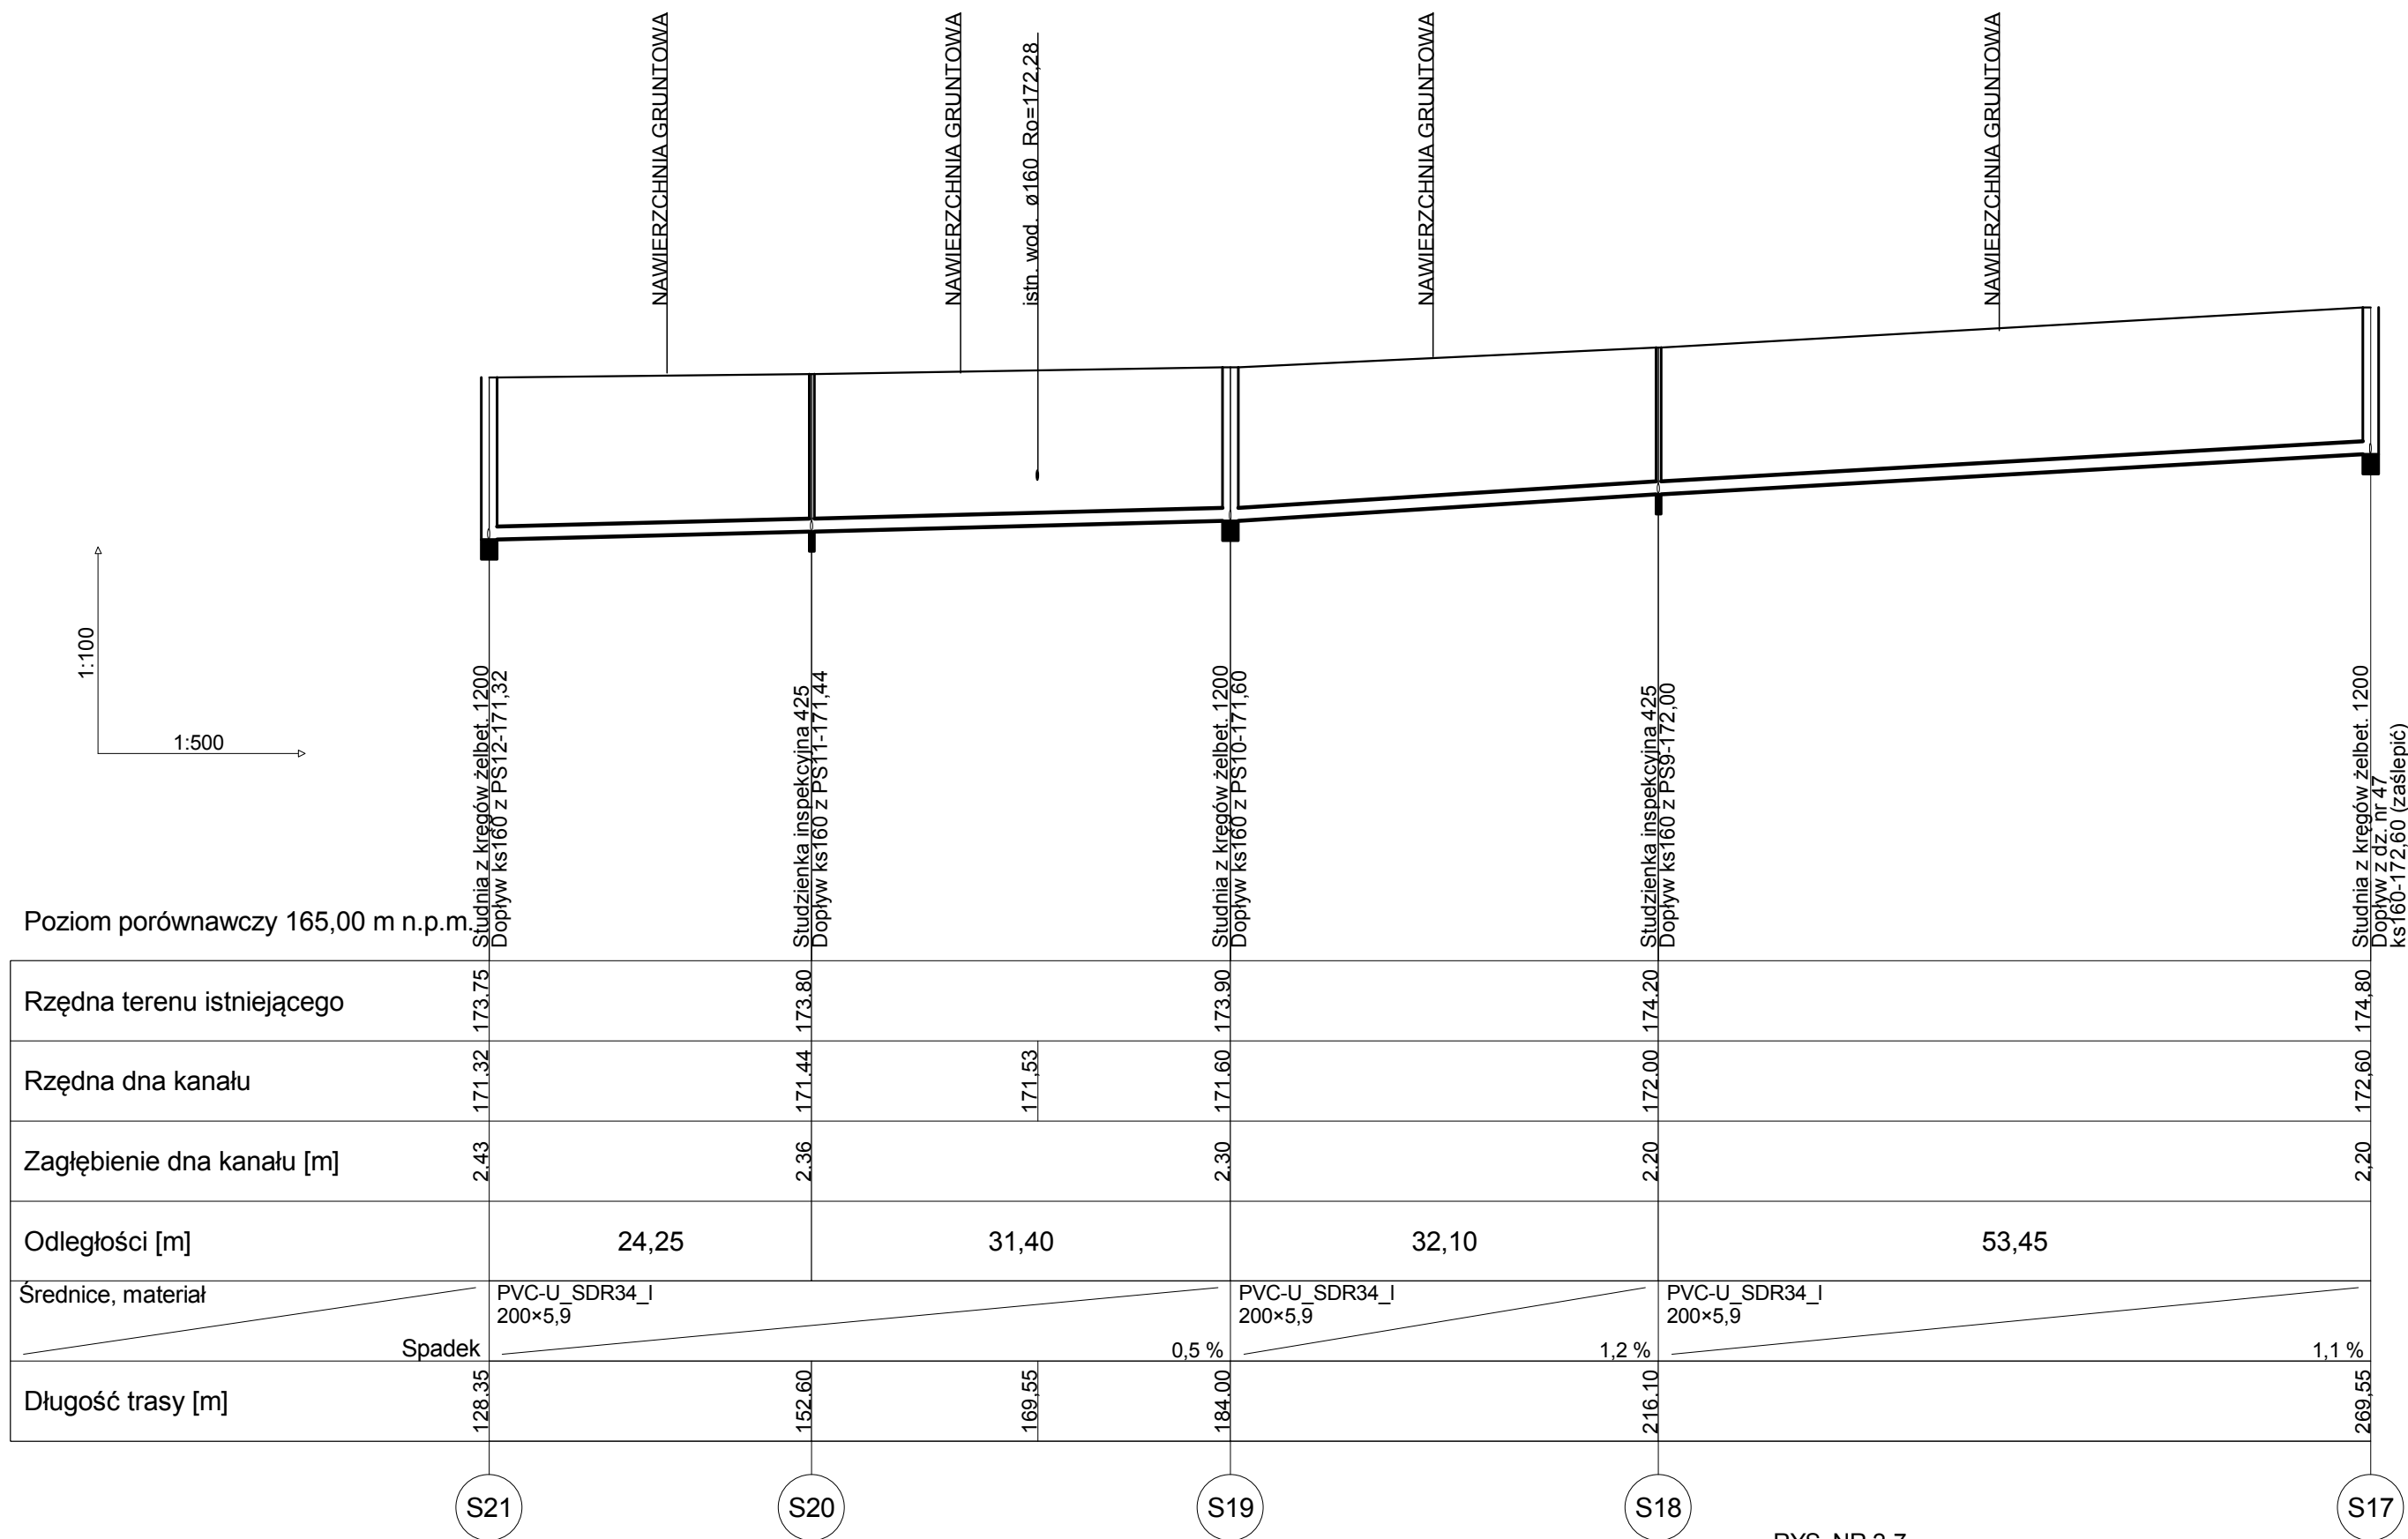 NAWIERZCHNIA GRUNTOWA
NAWIERZCHNIA GRUNTOWA
istn. wod. ø160 Ro=172,28
NAWIERZCHNIA GRUNTOWA
NAWIERZCHNIA GRUNTOWA
1:100
1:500
Studnia z kręgów żelbet. 1200
Dopływ ks160 z PS12-171,32
Studzienka inspekcyjna 425
Dopływ ks160 z PS11-171,44
Studnia z kręgów żelbet. 1200
Dopływ ks160 z PS10-171,60
Studzienka inspekcyjna 425
Dopływ ks160 z PS9-172,00
Studnia z kręgów żelbet. 1200
Dopływ z dz. nr 47
ks160-172,60 (zaślepić)
Poziom porównawczy 165,00 m n.p.m.
Rzędna terenu istniejącego 173.75 173.80 173.90 174.20 174,80
Rzędna dna kanału 171.32 171.44 171,53 171.60 172.00 172,60
Zagłębienie dna kanału [m] 2.43 2.36 2.30 2.20 2,20
Odległości [m] 24,25 31,40 32,10 53,45
Średnice, materiał PVC-U_SDR34_I PVC-U_SDR34_I PVC-U_SDR34_I
200×5,9 200×5,9 200×5,9
Spadek 0,5 % 1,2 % 1,1 %
Długość trasy [m] 128.35 152.60 169,55 184.00 216.10 269,55
S21 S20 S19 S18 S17